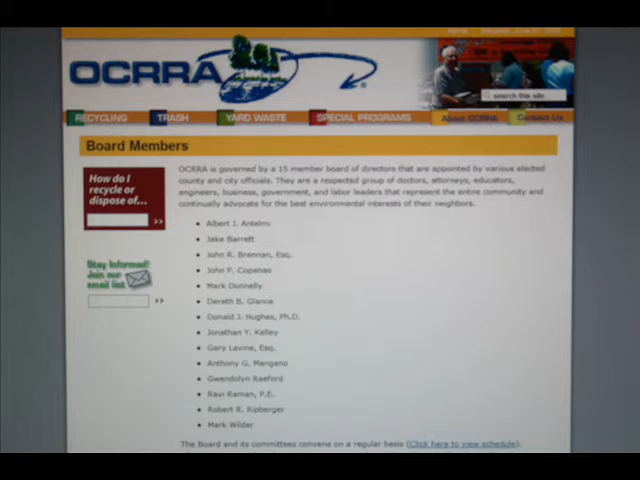 OCRRA
search this site
RECYCLING TRASH YARD WASTE SPECIAL PROGRAMS About OCRRA Contact Us
Board Members
How do I
recycle or
dispose of...
>>
Stay Informed!
Join our
email list
>>
OCRRA is governed by a 15 member board of directors that are appointed by various elected
county and city officials. They are a respected group of doctors, attorneys, educators,
engineers, business, government, and labor leaders that represent the entire community and
continually advocate for the best environmental interests of their neighbors.
• Albert J. Antelmi
• Jake Barrett
• John R. Brennan, Esq.
• John P. Copanas
• Mark Donnelly
• Dereth B. Glance
• Donald J. Hughes, Ph.D.
• Jonathan Y. Kelley
• Gary Lavine, Esq.
• Anthony G. Mangano
• Gwendolyn Raeford
• Ravi Raman, P.E.
• Robert R. Ripberger
• Mark Wilder
The Board and its committees convene on a regular basis (Click here to view schedule).